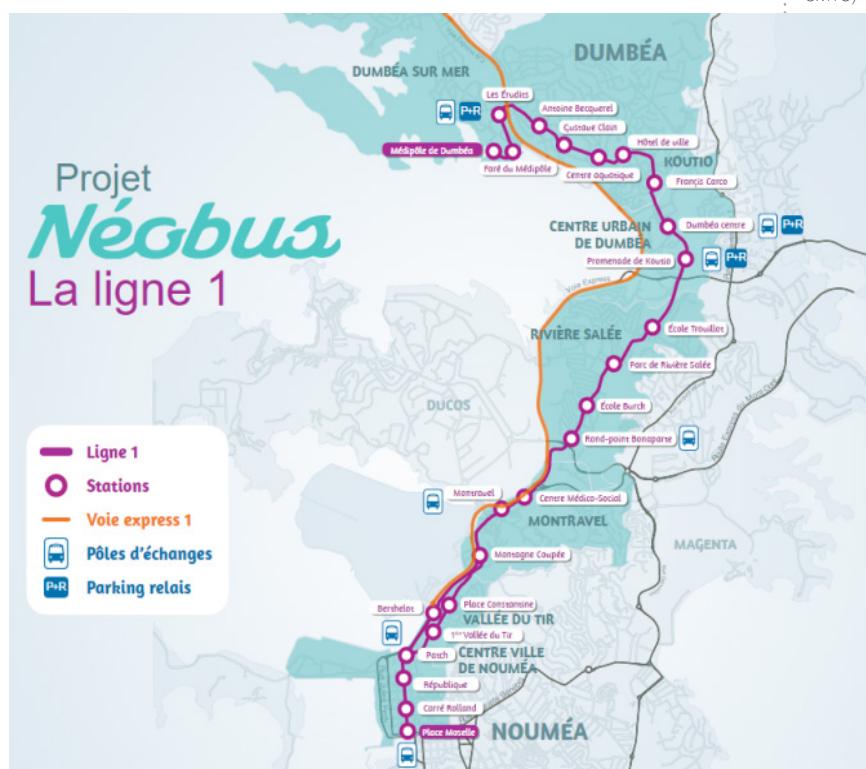 DUMBÉA
DUMBÉA SUR MER
Les Érudits
P+R
Antoine Becquerel
Gustave Clain
Hôtel de ville
Médipôle de Dumbéa
Faré du Médipôle
Centre aquatique
KOUTIO
Francis Carco
Projet
Néobus
La ligne 1
CENTRE URBAIN
DE DUMBÉA
Dumbéa centre
P+R
Promenade de Koutio
P+R
Voie Express
RIVIÈRE SALÉE
École Trouillot
Parc de Rivière Salée
DUCOS
École Burck
Rond-point Bonaparte
Ligne 1
Stations
Voie express 1
Pôles d'échanges
P+R
Parking relais
Montravel
Centre Médico-Social
MONTRAVEL
MAGENTA
Montagne Coupée
Berthelot
Place Constantine
VALLÉE DU TIR
1ère Vallée du Tir
Pasch
CENTRE VILLE
DE NOUMÉA
République
Carré Rolland
Place Moselle
NOUMÉA